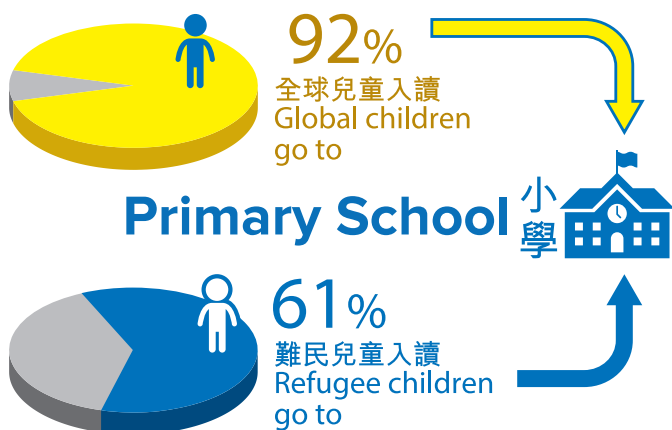 92%
全球兒童入讀
Global children
go to
Primary School 小學
61%
難民兒童入讀
Refugee children
go to